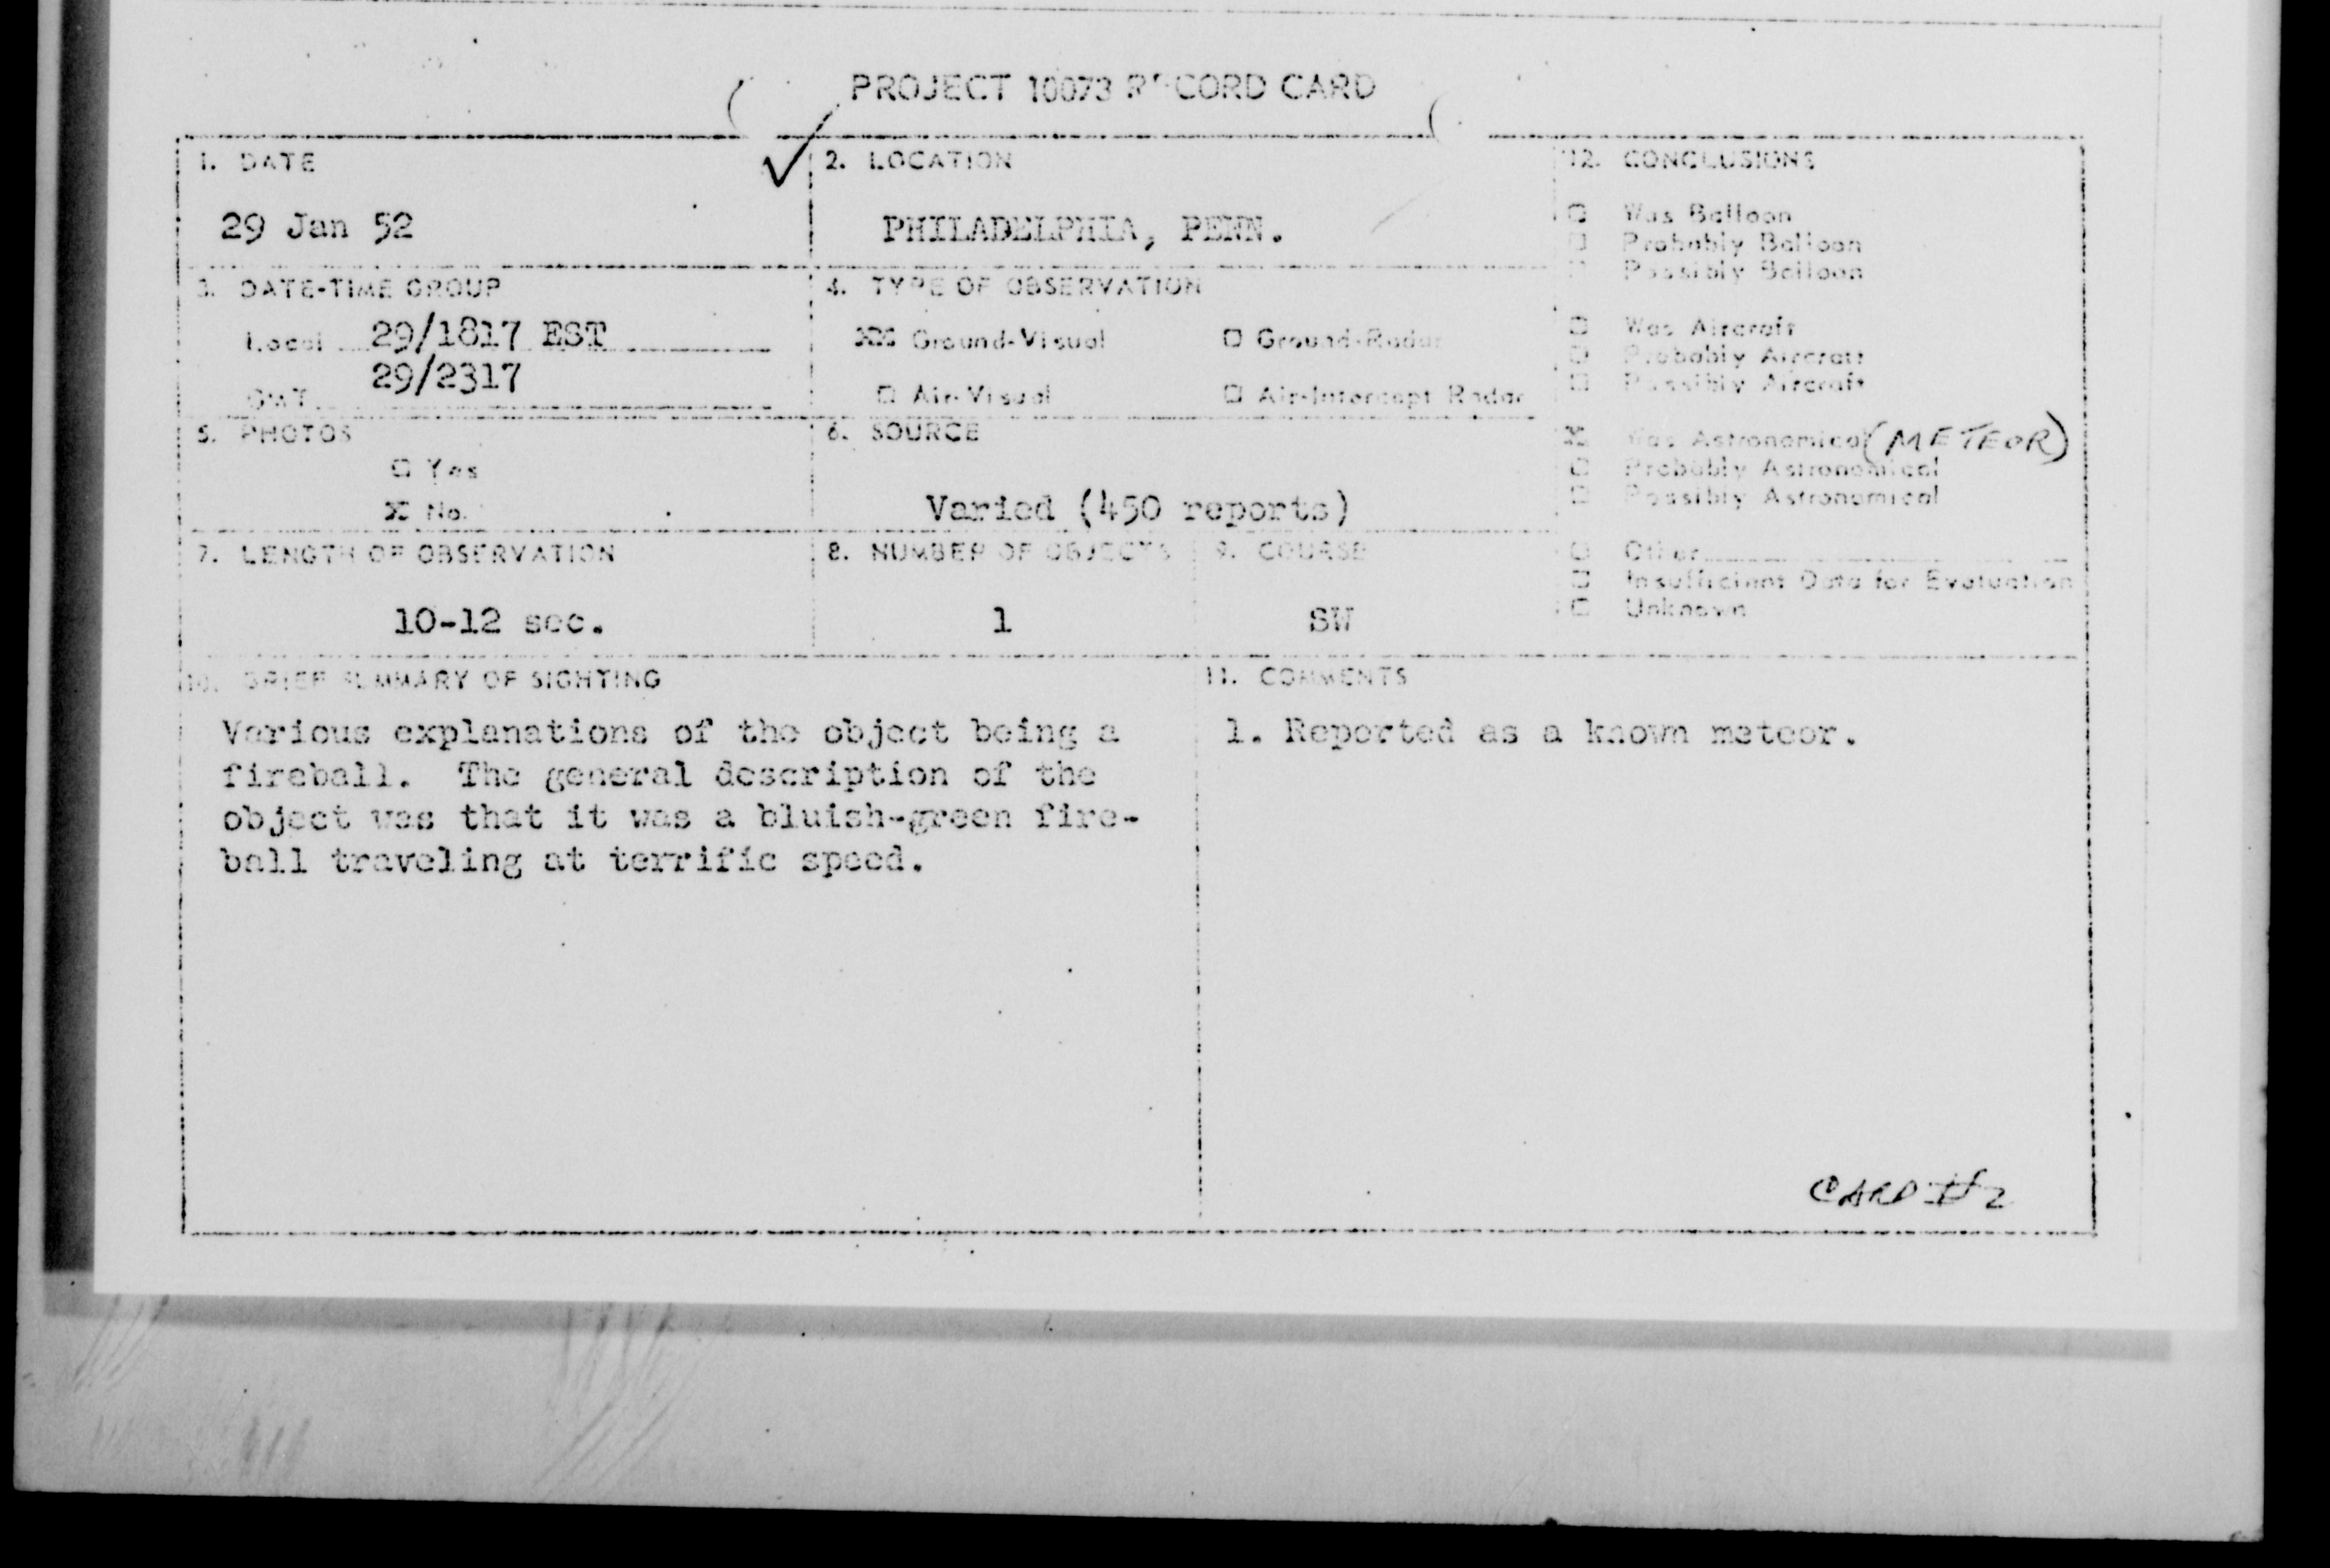 PROJECT 10073 RECORD CARD
1. DATE
29 Jan 52
2. LOCATION
PHILADELPHIA, PENN.
3. DATE-TIME GROUP
Local 29/1817 EST
GMT 29/2317
4. TYPE OF OBSERVATION
XX Ground-Visual ☐ Ground-Radar
☐ Air-Visual ☐ Air-Intercept Radar
5. PHOTOS
☐ Yes
X No
6. SOURCE
Varied (450 reports)
7. LENGTH OF OBSERVATION
10-12 sec.
8. NUMBER OF OBJECTS
1
9. COURSE
SW
12. CONCLUSIONS
☐ Was Balloon
☐ Probably Balloon
☐ Possibly Balloon
☐ Was Aircraft
☐ Probably Aircraft
☐ Possibly Aircraft
X Was Astronomical (METEOR)
☐ Probably Astronomical
☐ Possibly Astronomical
☐ Other
☐ Insufficient Data for Evaluation
☐ Unknown
10. BRIEF SUMMARY OF SIGHTING
Various explanations of the object being a
fireball. The general description of the
object was that it was a bluish-green fire-
ball traveling at terrific speed.
11. COMMENTS
1. Reported as a known meteor.
CARD #2